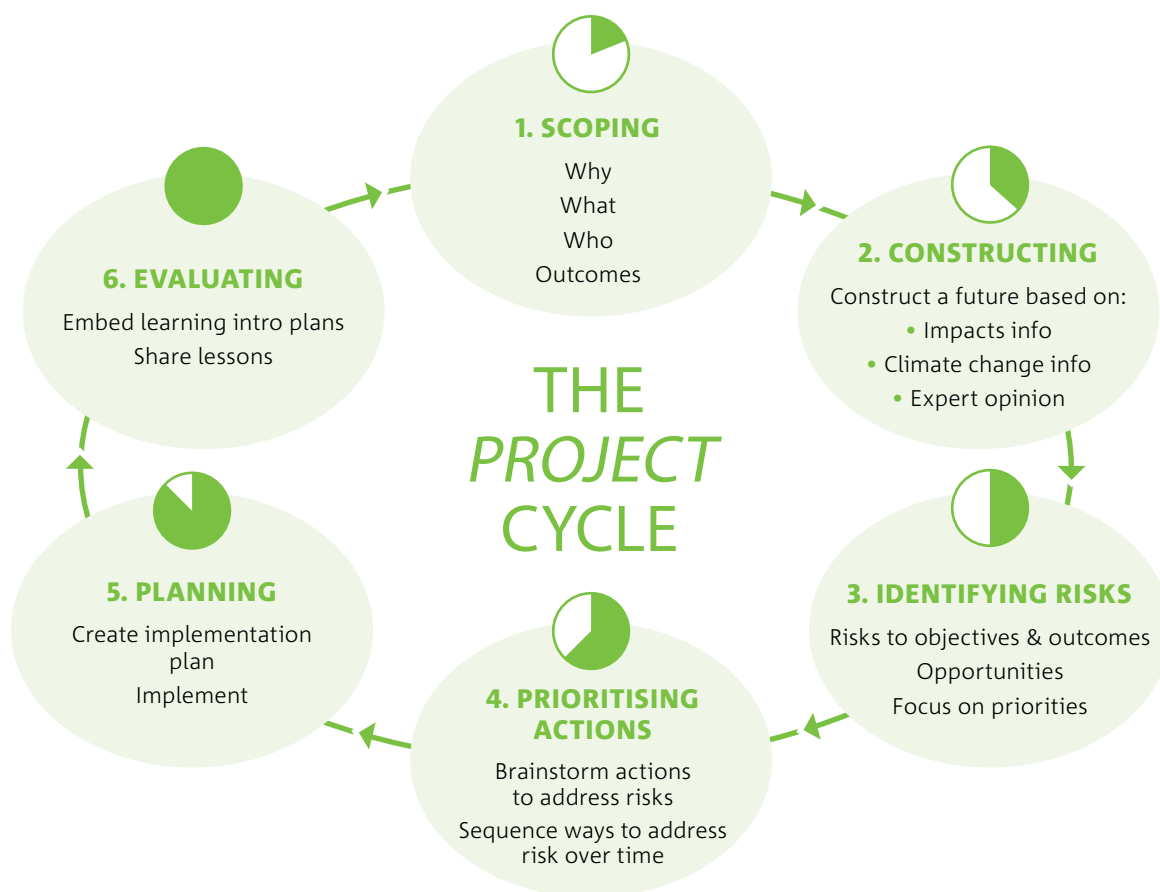 1. SCOPING
Why
What
Who
Outcomes
2. CONSTRUCTING
Construct a future based on:
• Impacts info
• Climate change info
• Expert opinion
3. IDENTIFYING RISKS
Risks to objectives & outcomes
Opportunities
Focus on priorities
4. PRIORITISING
ACTIONS
Brainstorm actions
to address risks
Sequence ways to address
risk over time
5. PLANNING
Create implementation
plan
Implement
6. EVALUATING
Embed learning intro plans
Share lessons
THE
PROJECT
CYCLE